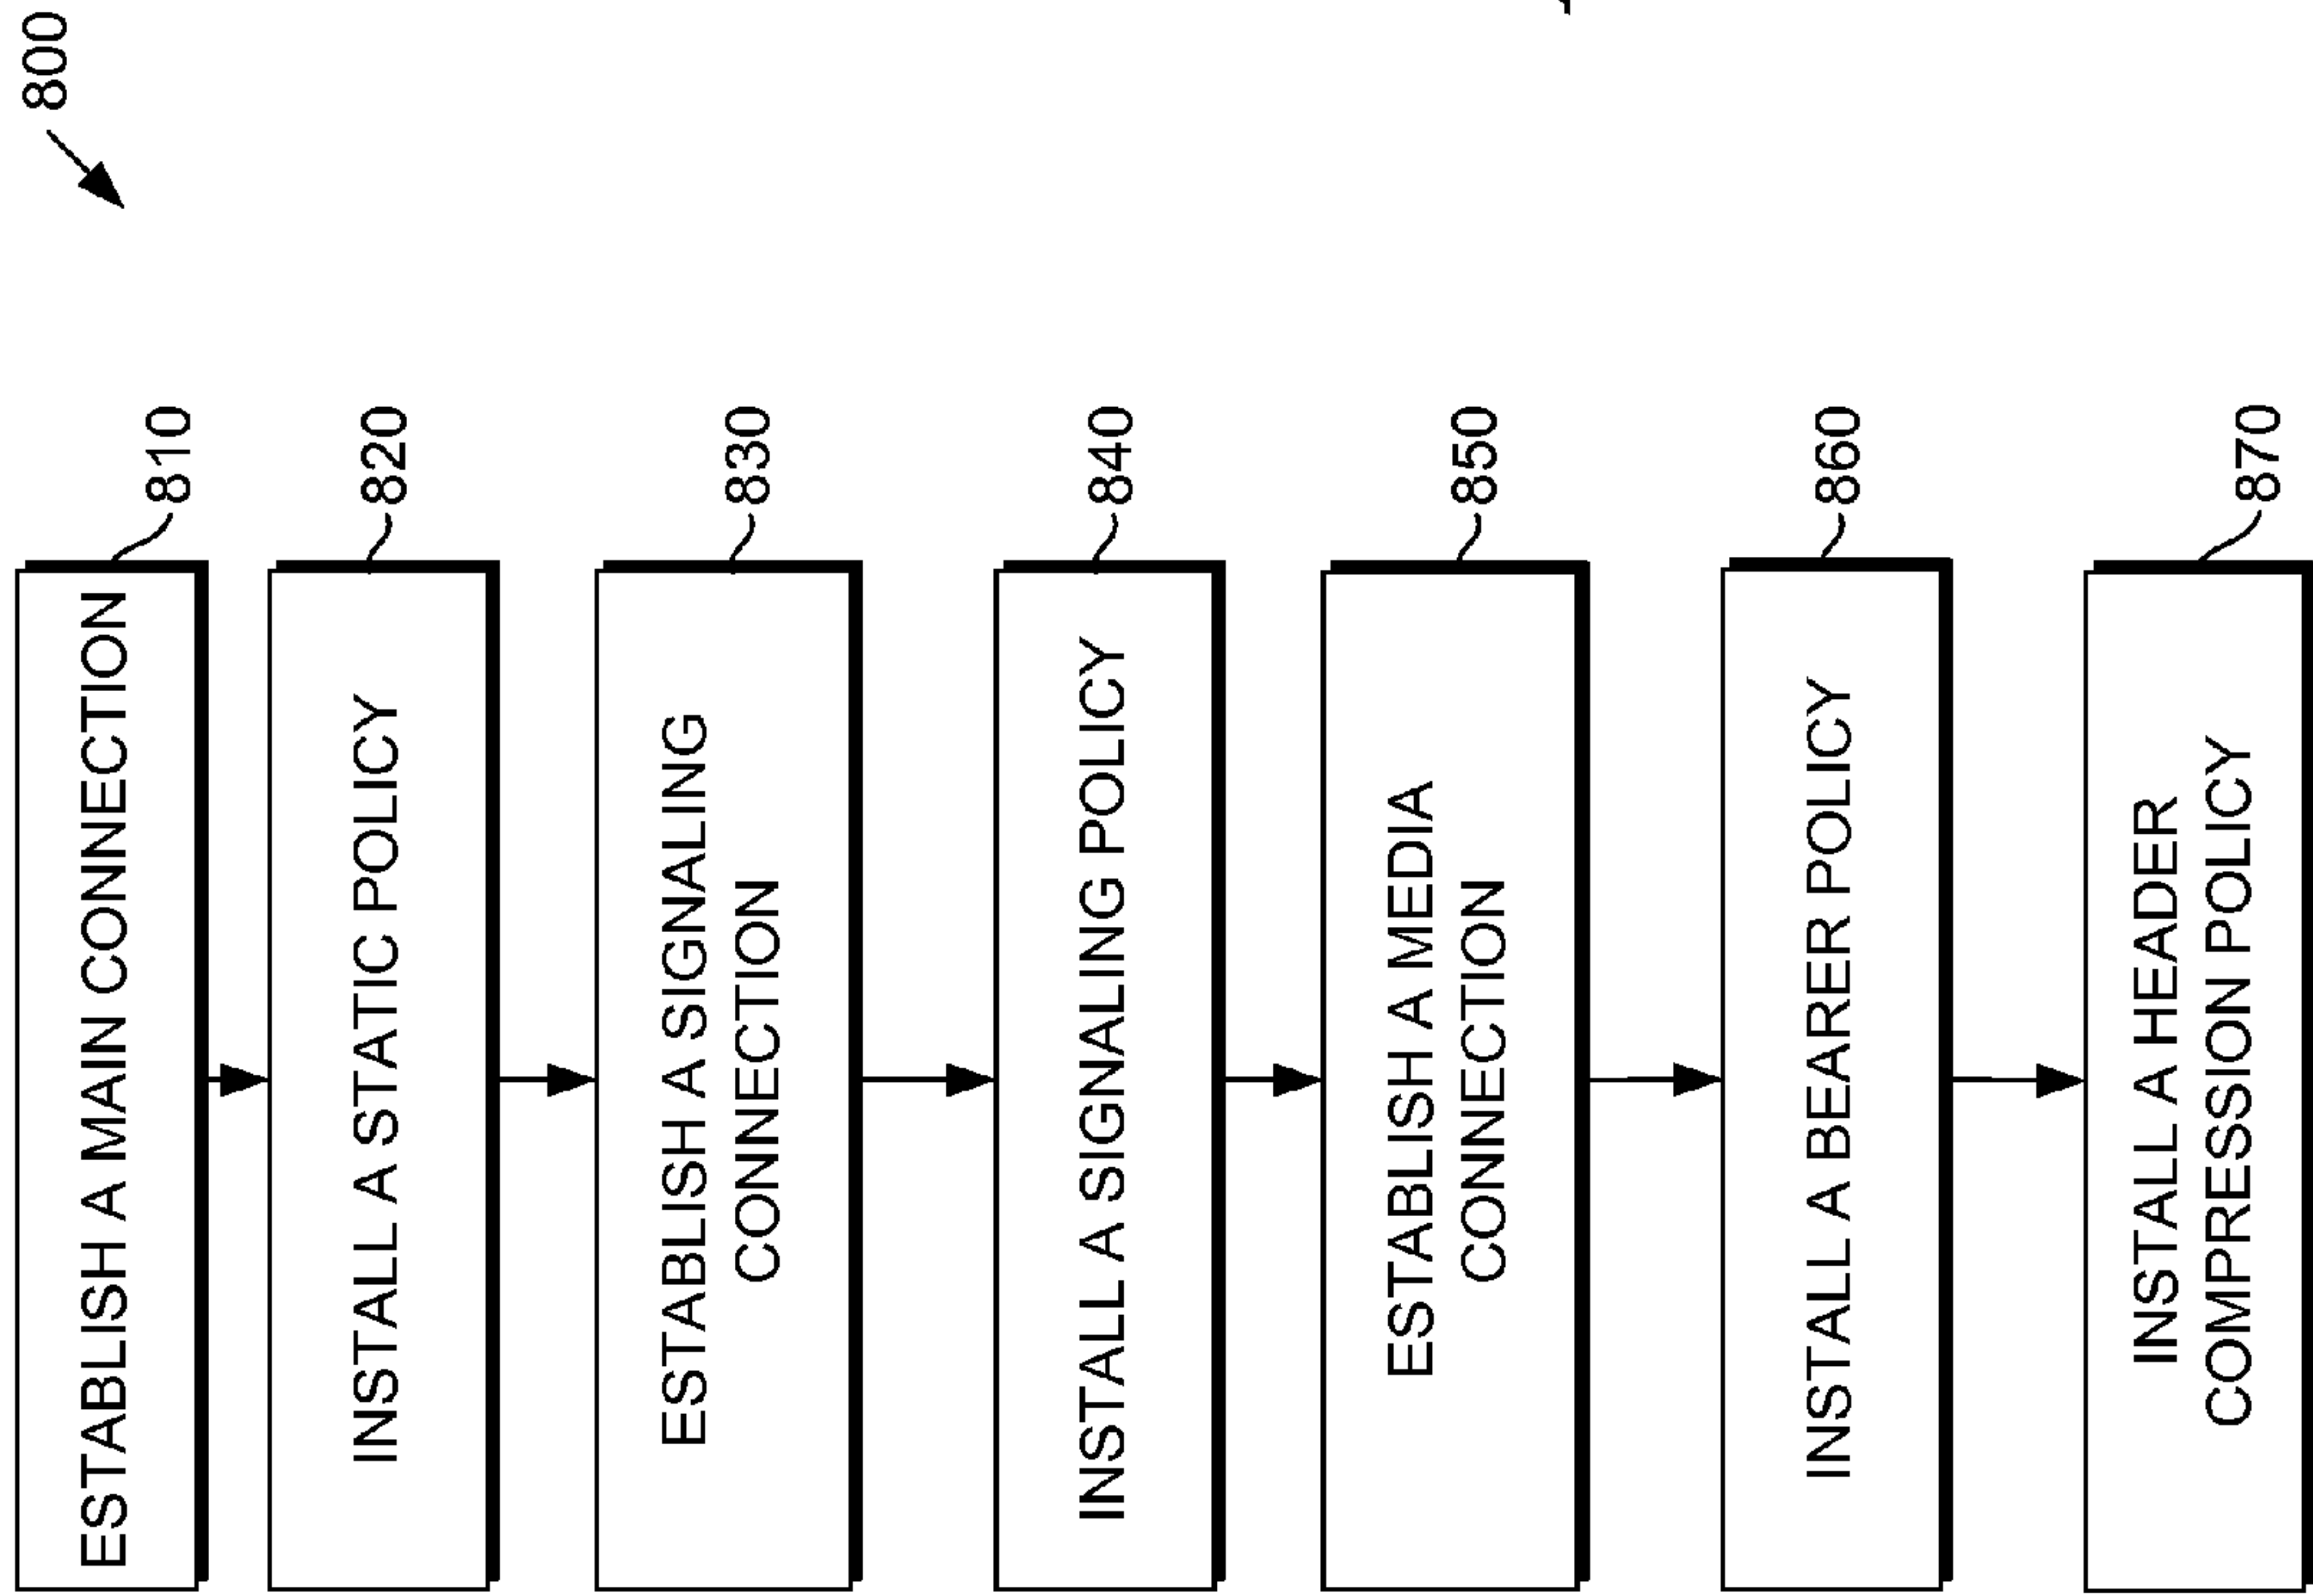 800
ESTABLISH A MAIN CONNECTION
810
INSTALL A STATIC POLICY
820
ESTABLISH A SIGNALING
CONNECTION
830
INSTALL A SIGNALING POLICY
840
ESTABLISH A MEDIA
CONNECTION
850
INSTALL A BEARER POLICY
860
INSTALL A HEADER
COMPRESSION POLICY
870